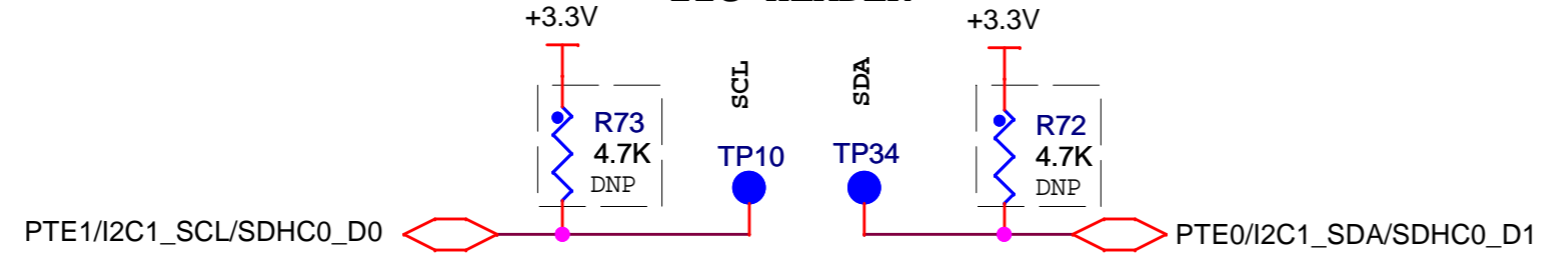 +3.3V
+3.3V
SCL
SDA
R73
4.7K
DNP
TP10
TP34
R72
4.7K
DNP
PTE1/I2C1_SCL/SDHC0_D0
PTE0/I2C1_SDA/SDHC0_D1